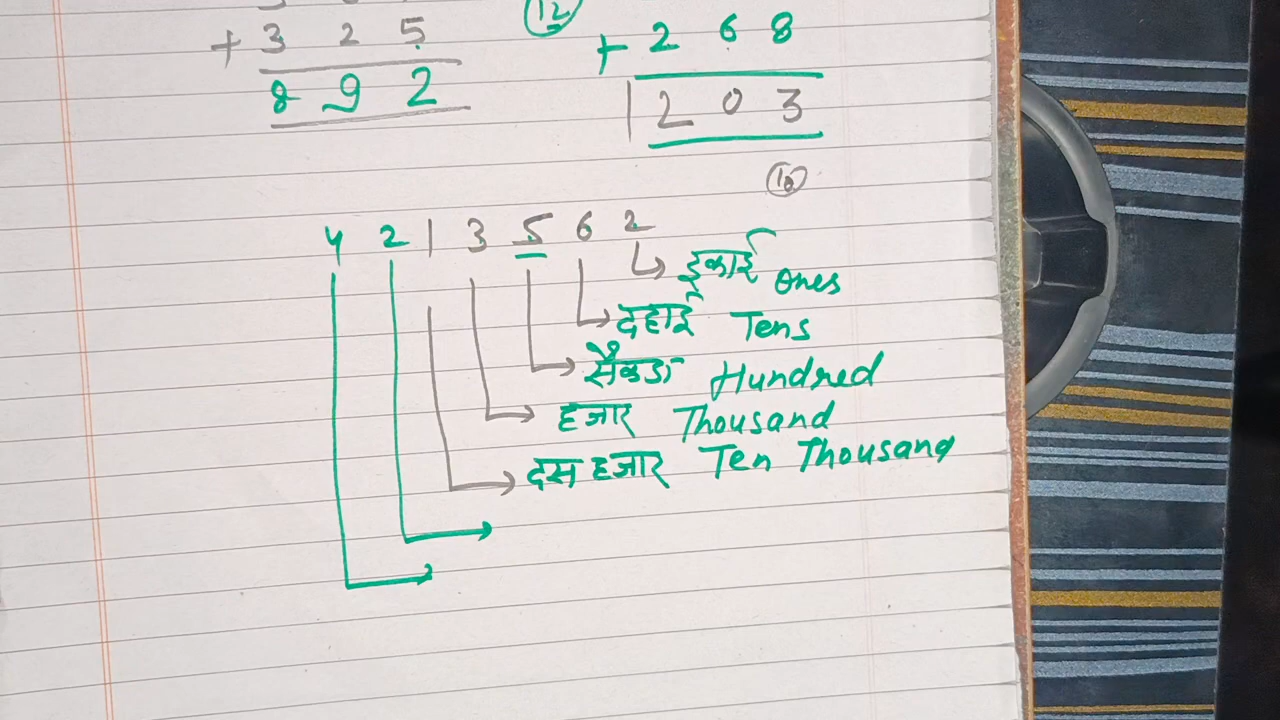 + 3 2 5
12
+ 2 6 8
8 9 2
1 2 0 3
10
4 2 1 3 5 6 2
इकाई ones
दहाई Tens
सैकडा Hundred
हजार Thousand
दस हजार Ten Thousand